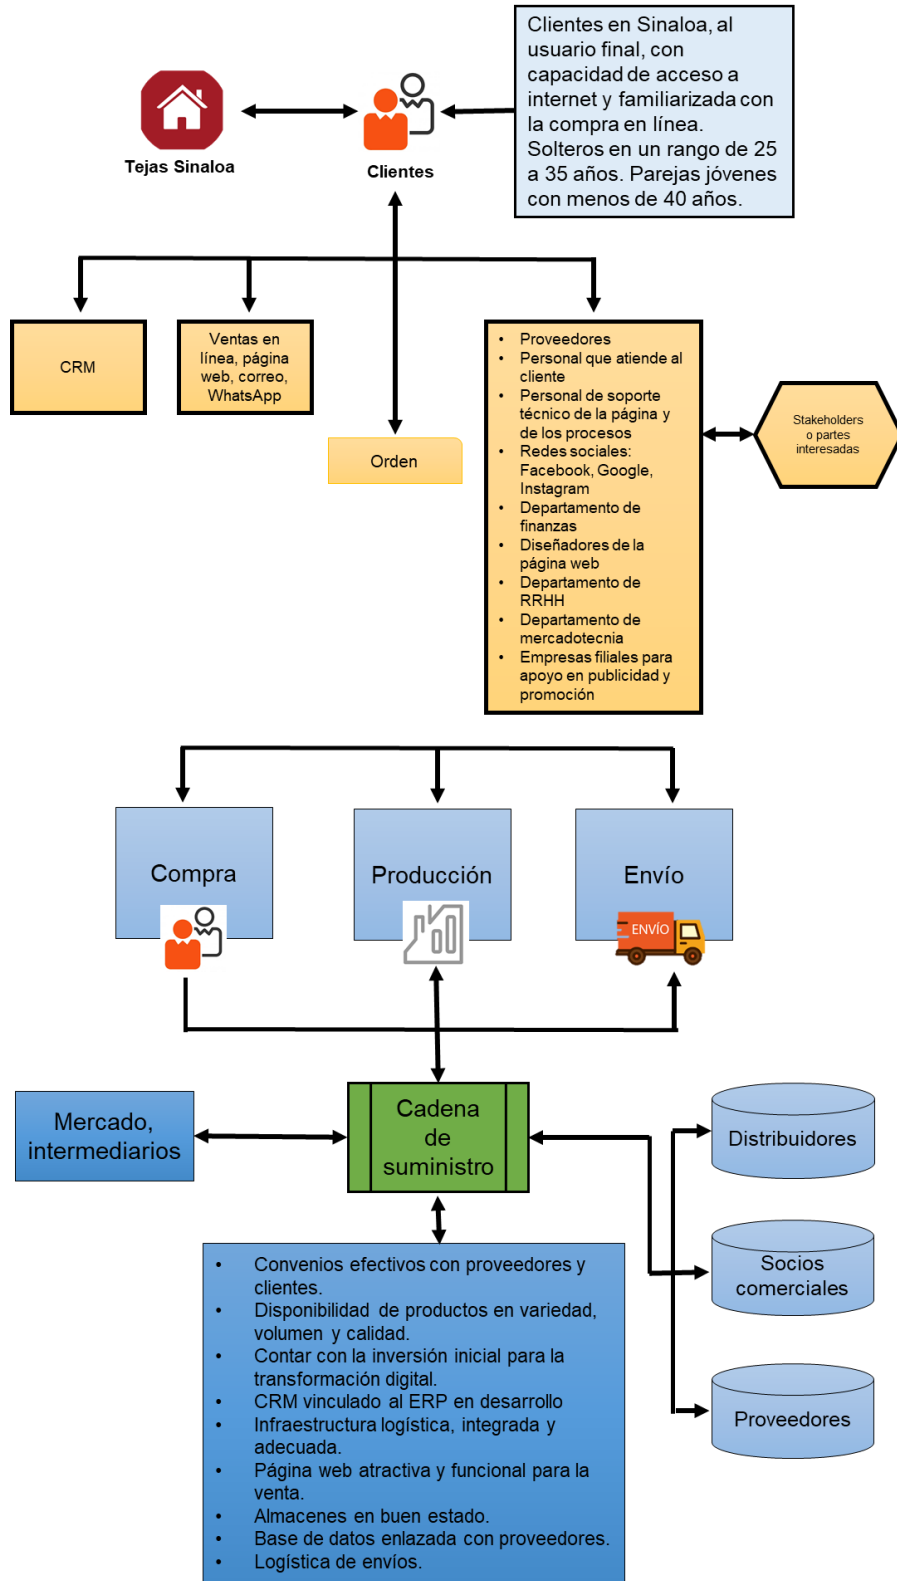 Clientes en Sinaloa, al
usuario final, con
capacidad de acceso a
internet y familiarizada con
la compra en línea.
Solteros en un rango de 25
a 35 años. Parejas jóvenes
con menos de 40 años.
Tejas Sinaloa
Clientes
CRM
Ventas en
línea, página
web, correo,
WhatsApp
Orden
• Proveedores
• Personal que atiende al
cliente
• Personal de soporte
técnico de la página y
de los procesos
• Redes sociales:
Facebook, Google,
Instagram
• Departamento de
finanzas
• Diseñadores de la
página web
• Departamento de
RRHH
• Departamento de
mercadotecnia
• Empresas filiales para
apoyo en publicidad y
promoción
Stakeholders
o partes
interesadas
Compra
Producción
Envío
ENVÍO
Mercado,
intermediarios
Cadena
de
suministro
Distribuidores
Socios
comerciales
Proveedores
• Convenios efectivos con proveedores y
clientes.
• Disponibilidad de productos en variedad,
volumen y calidad.
• Contar con la inversión inicial para la
transformación digital.
• CRM vinculado al ERP en desarrollo
• Infraestructura logística, integrada y
adecuada.
• Página web atractiva y funcional para la
venta.
• Almacenes en buen estado.
• Base de datos enlazada con proveedores.
• Logística de envíos.